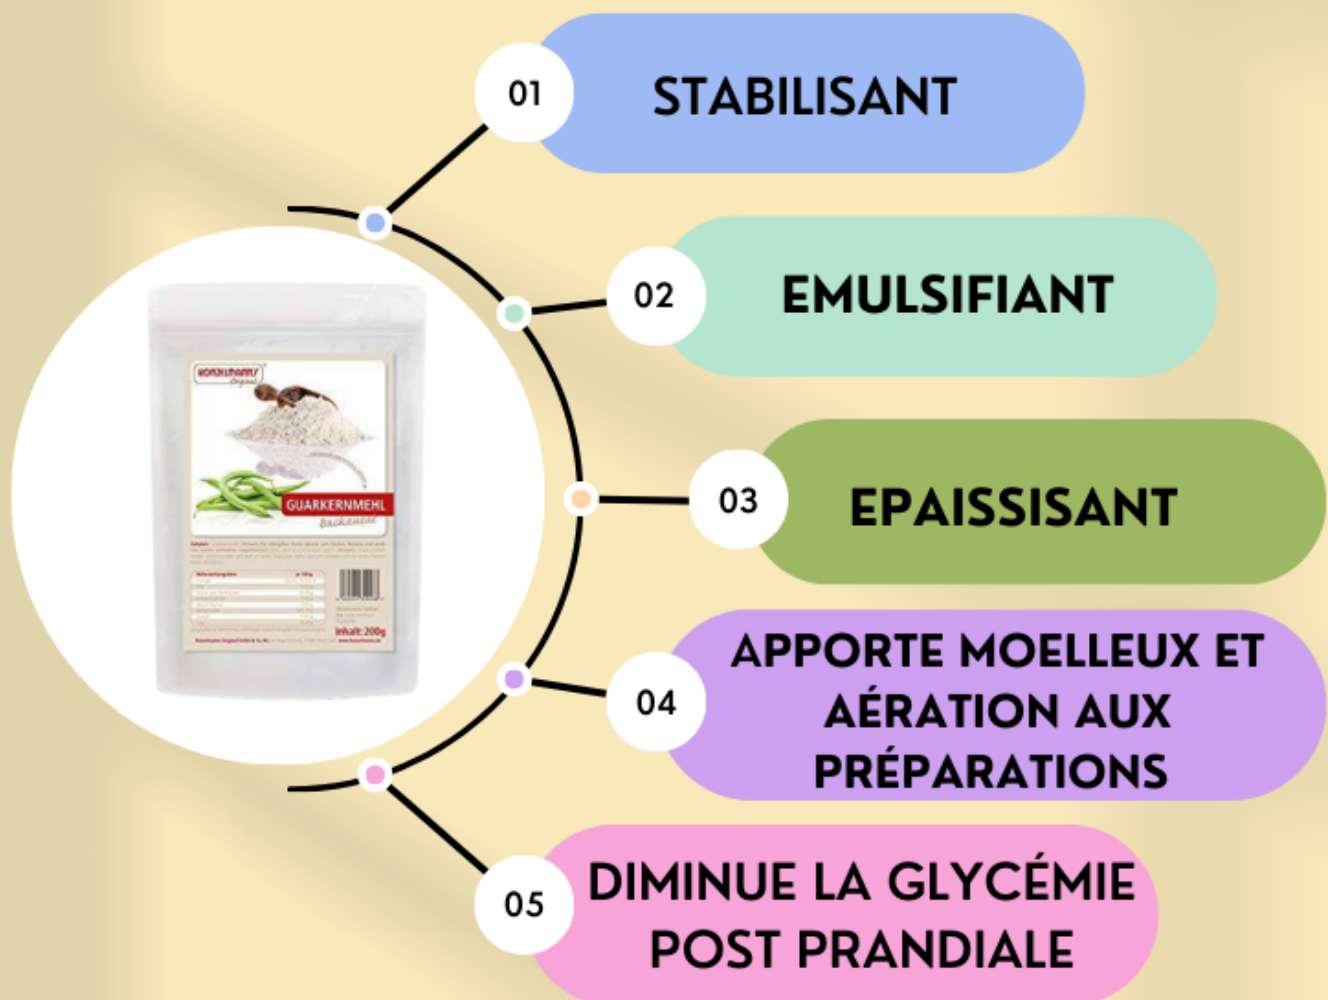 01
STABILISANT
02
EMULSIFIANT
03
EPAISSISANT
04
APPORTE MOELLEUX ET
AÉRATION AUX
PRÉPARATIONS
05
DIMINUE LA GLYCÉMIE
POST PRANDIALE
GUARKERNMEHL
Inhalt: 200g